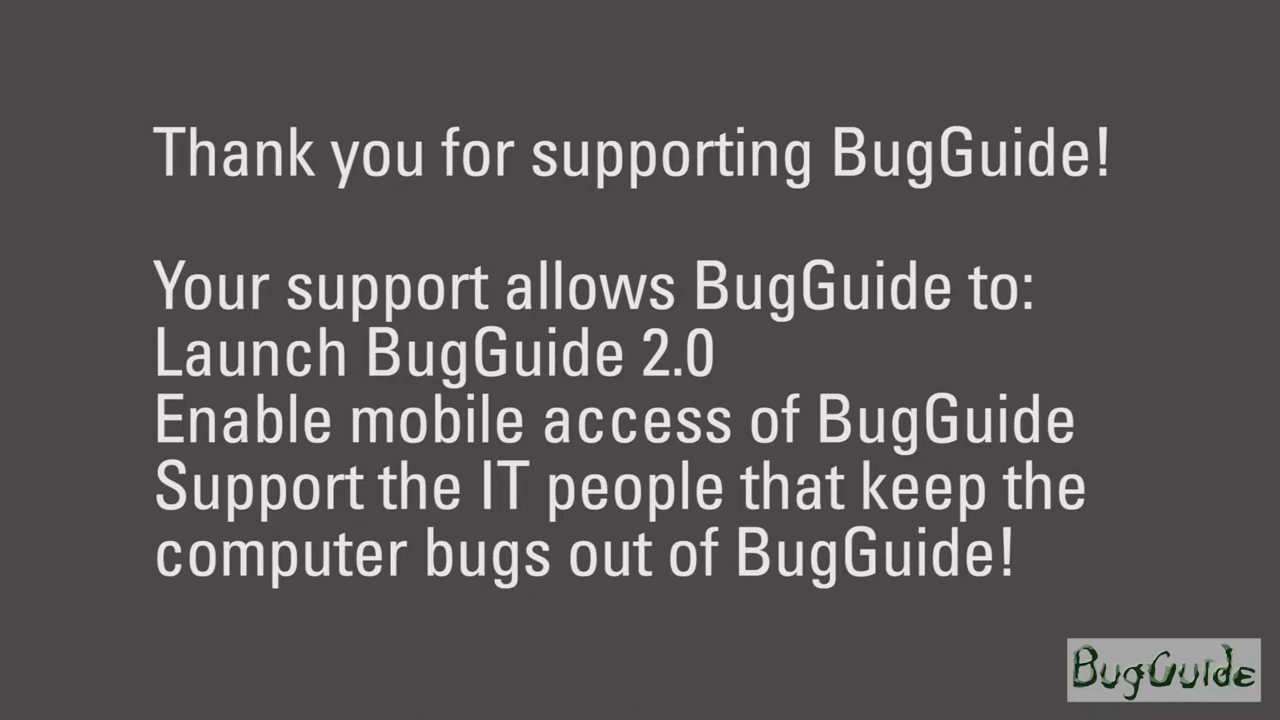 Thank you for supporting BugGuide!
Your support allows BugGuide to:
Launch BugGuide 2.0
Enable mobile access of BugGuide
Support the IT people that keep the
computer bugs out of BugGuide!
BugGuide